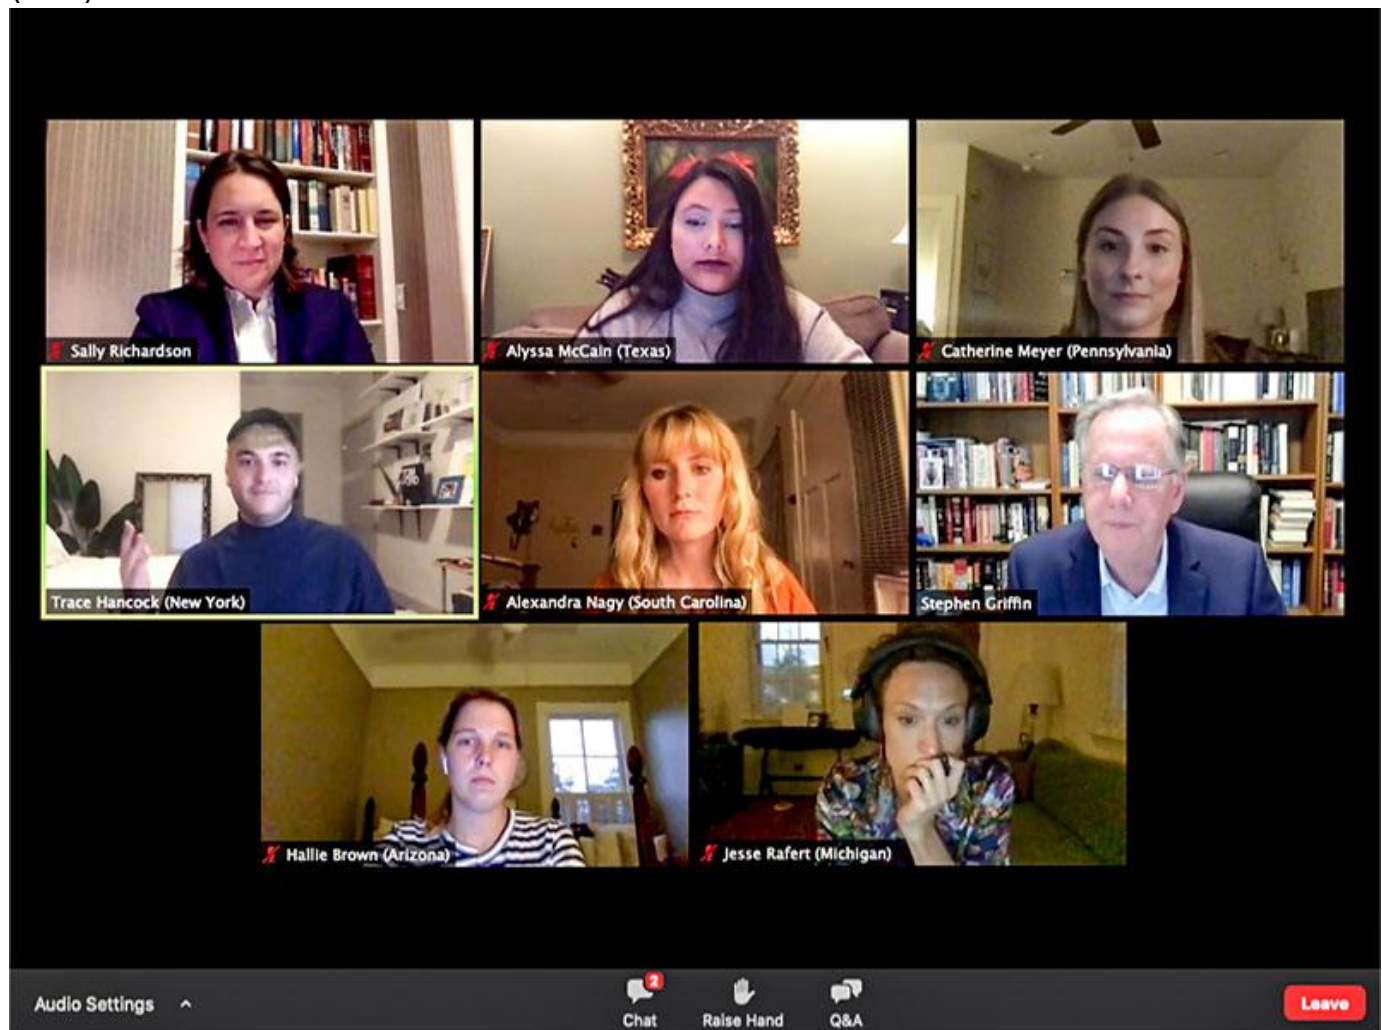 Sally Richardson
Alyssa McCain (Texas)
Catherine Meyer (Pennsylvania)
Trace Hancock (New York)
Alexandra Nagy (South Carolina)
Stephen Griffin
Hallie Brown (Arizona)
Jesse Rafert (Michigan)
Audio Settings
2
Chat
Raise Hand
Q&A
Leave